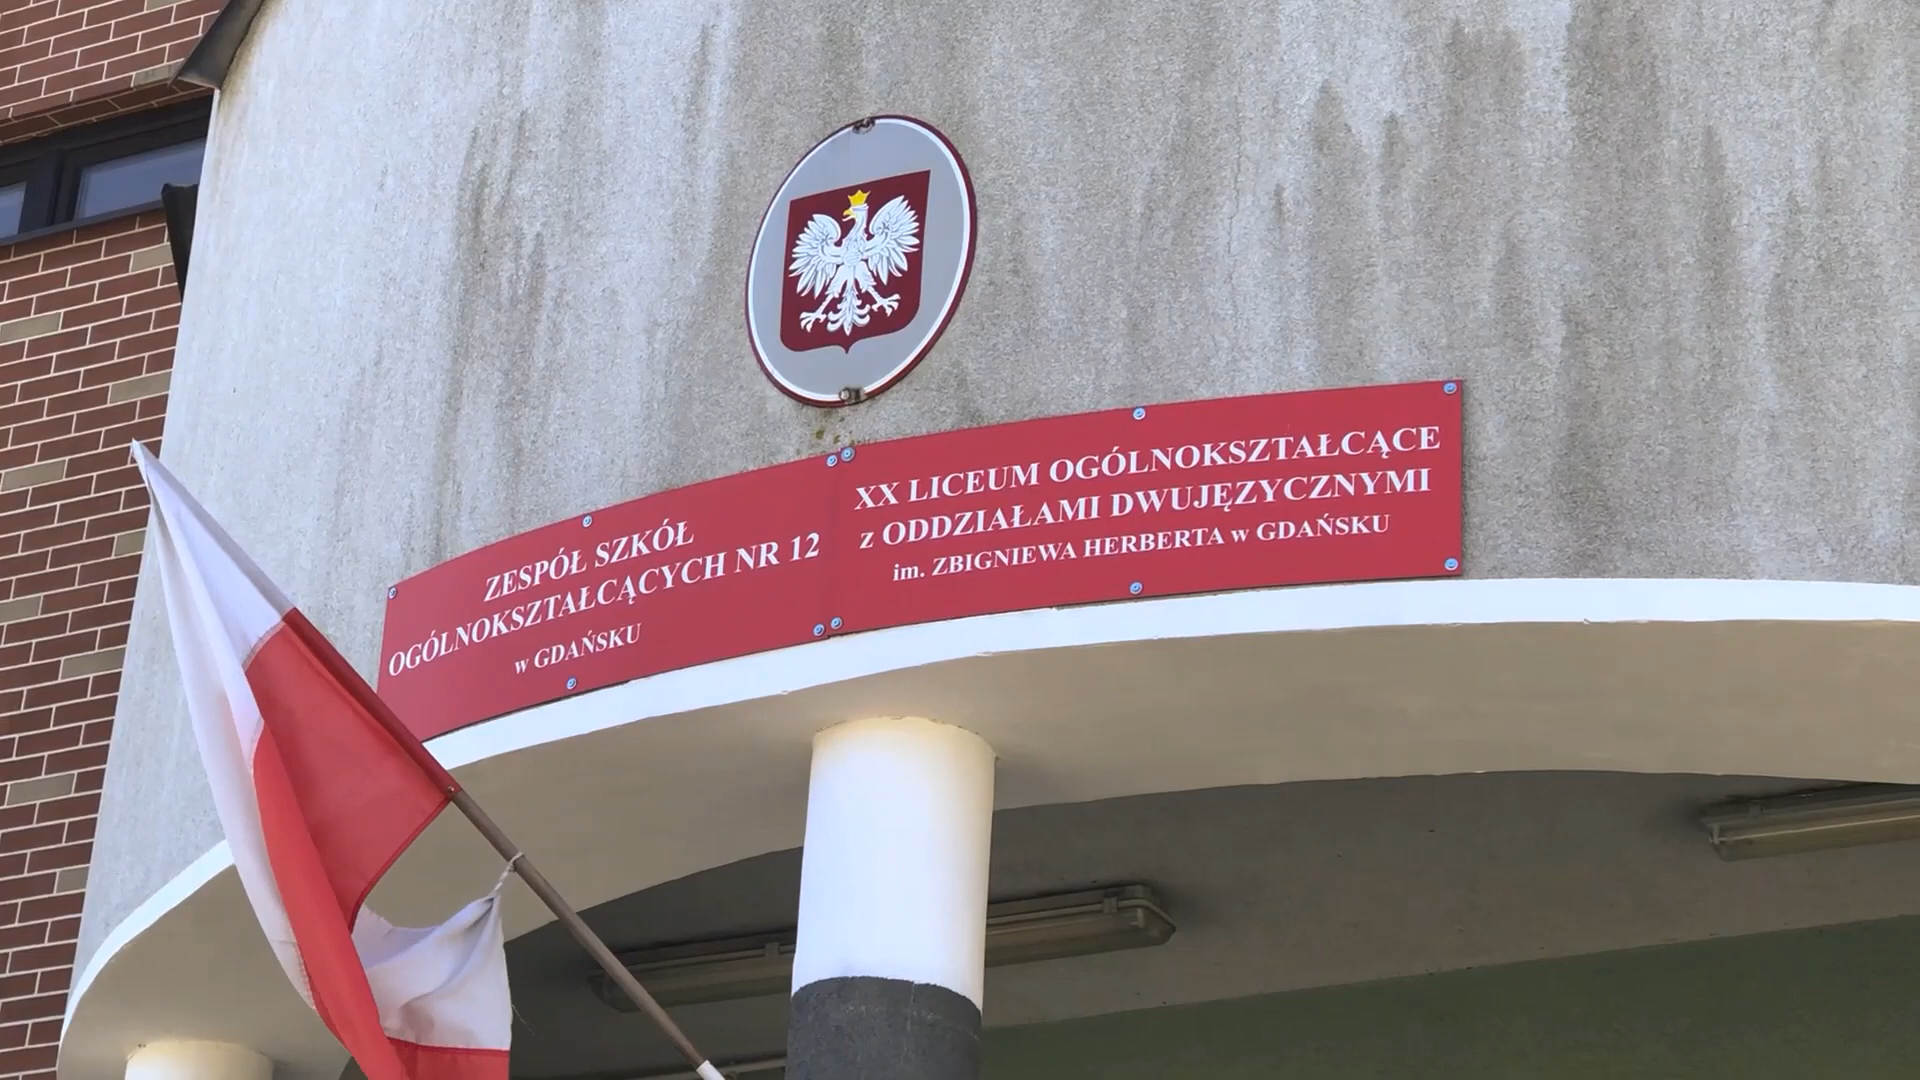 ZESPÓŁ SZKÓŁ
OGÓLNOKSZTAŁCĄCYCH NR 12
w GDAŃSKU
XX LICEUM OGÓLNOKSZTAŁCĄCE
z ODDZIAŁAMI DWUJĘZYCZNYMI
im. ZBIGNIEWA HERBERTA w GDAŃSKU